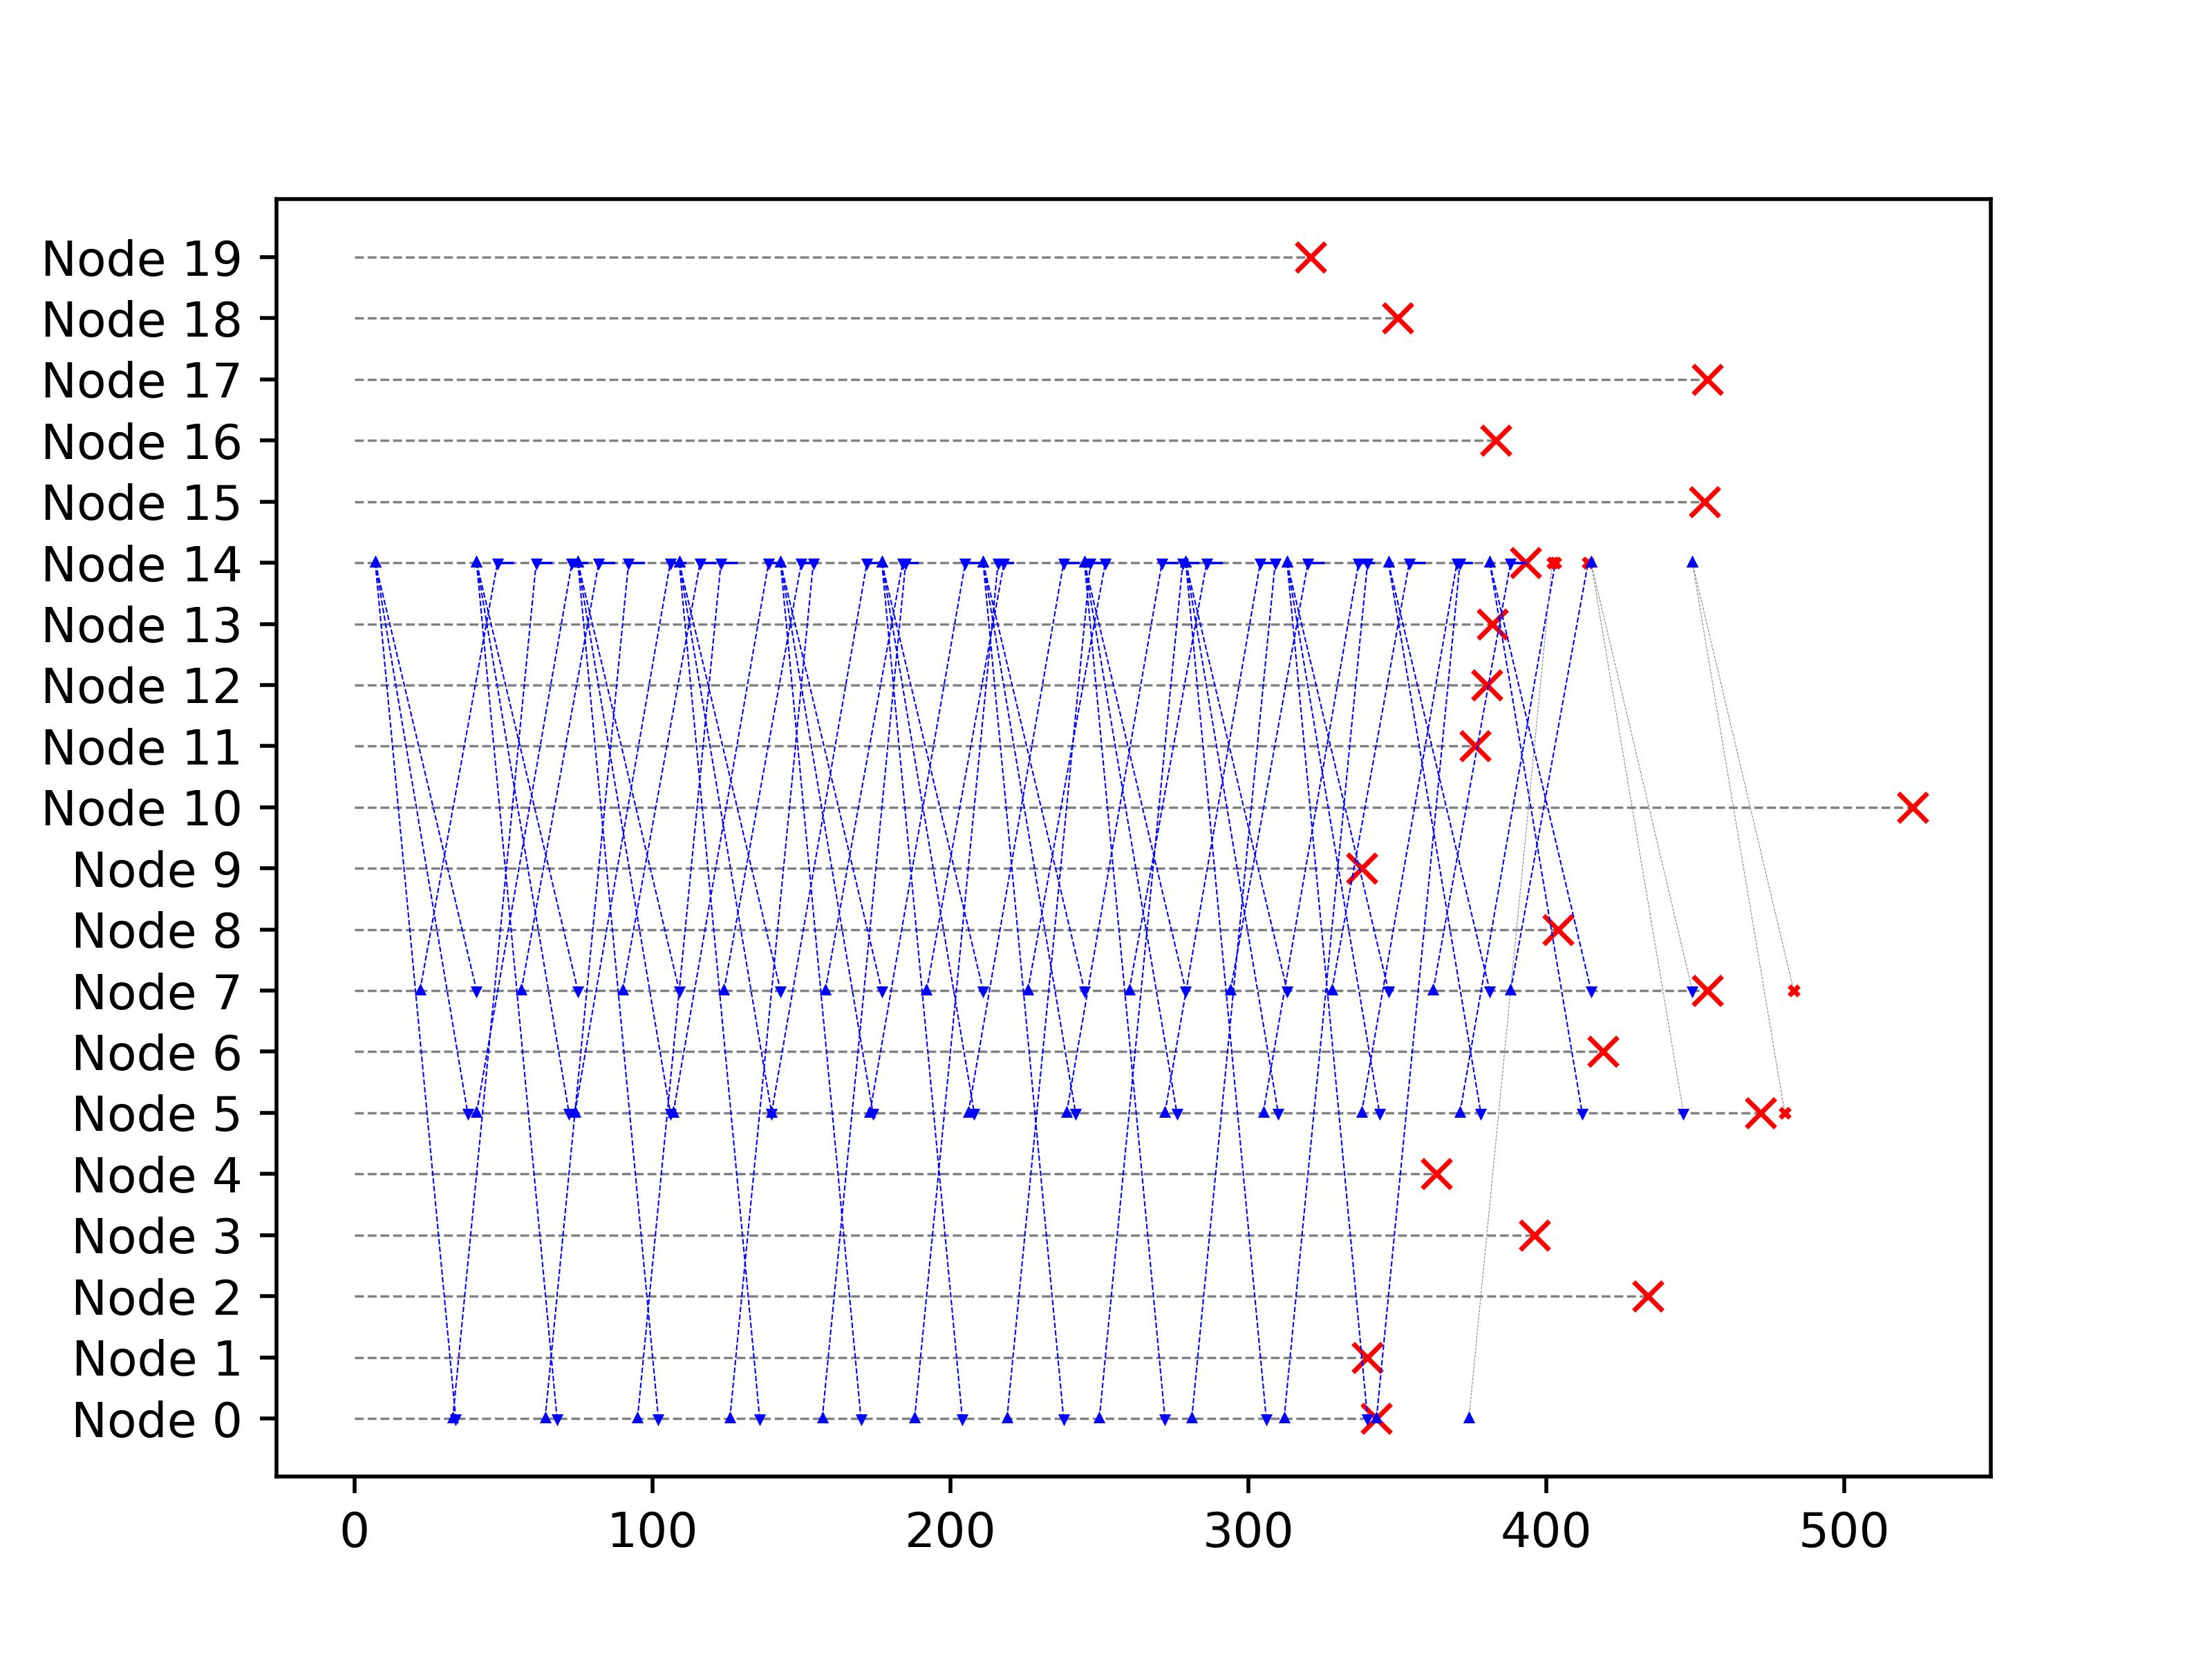 Node 19
Node 18
Node 17
Node 16
Node 15
Node 14
Node 13
Node 12
Node 11
Node 10
Node 9
Node 8
Node 7
Node 6
Node 5
Node 4
Node 3
Node 2
Node 1
Node 0
0 100 200 300 400 500